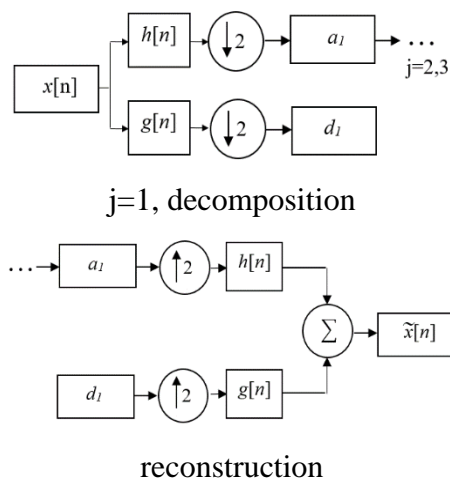 h[n] ↓2 a₁ …
j=2,3
x[n]
g[n] ↓2 d₁
j=1, decomposition
… a₁ ↑2 h[n]
∑ x̃[n]
d₁ ↑2 g[n]
reconstruction